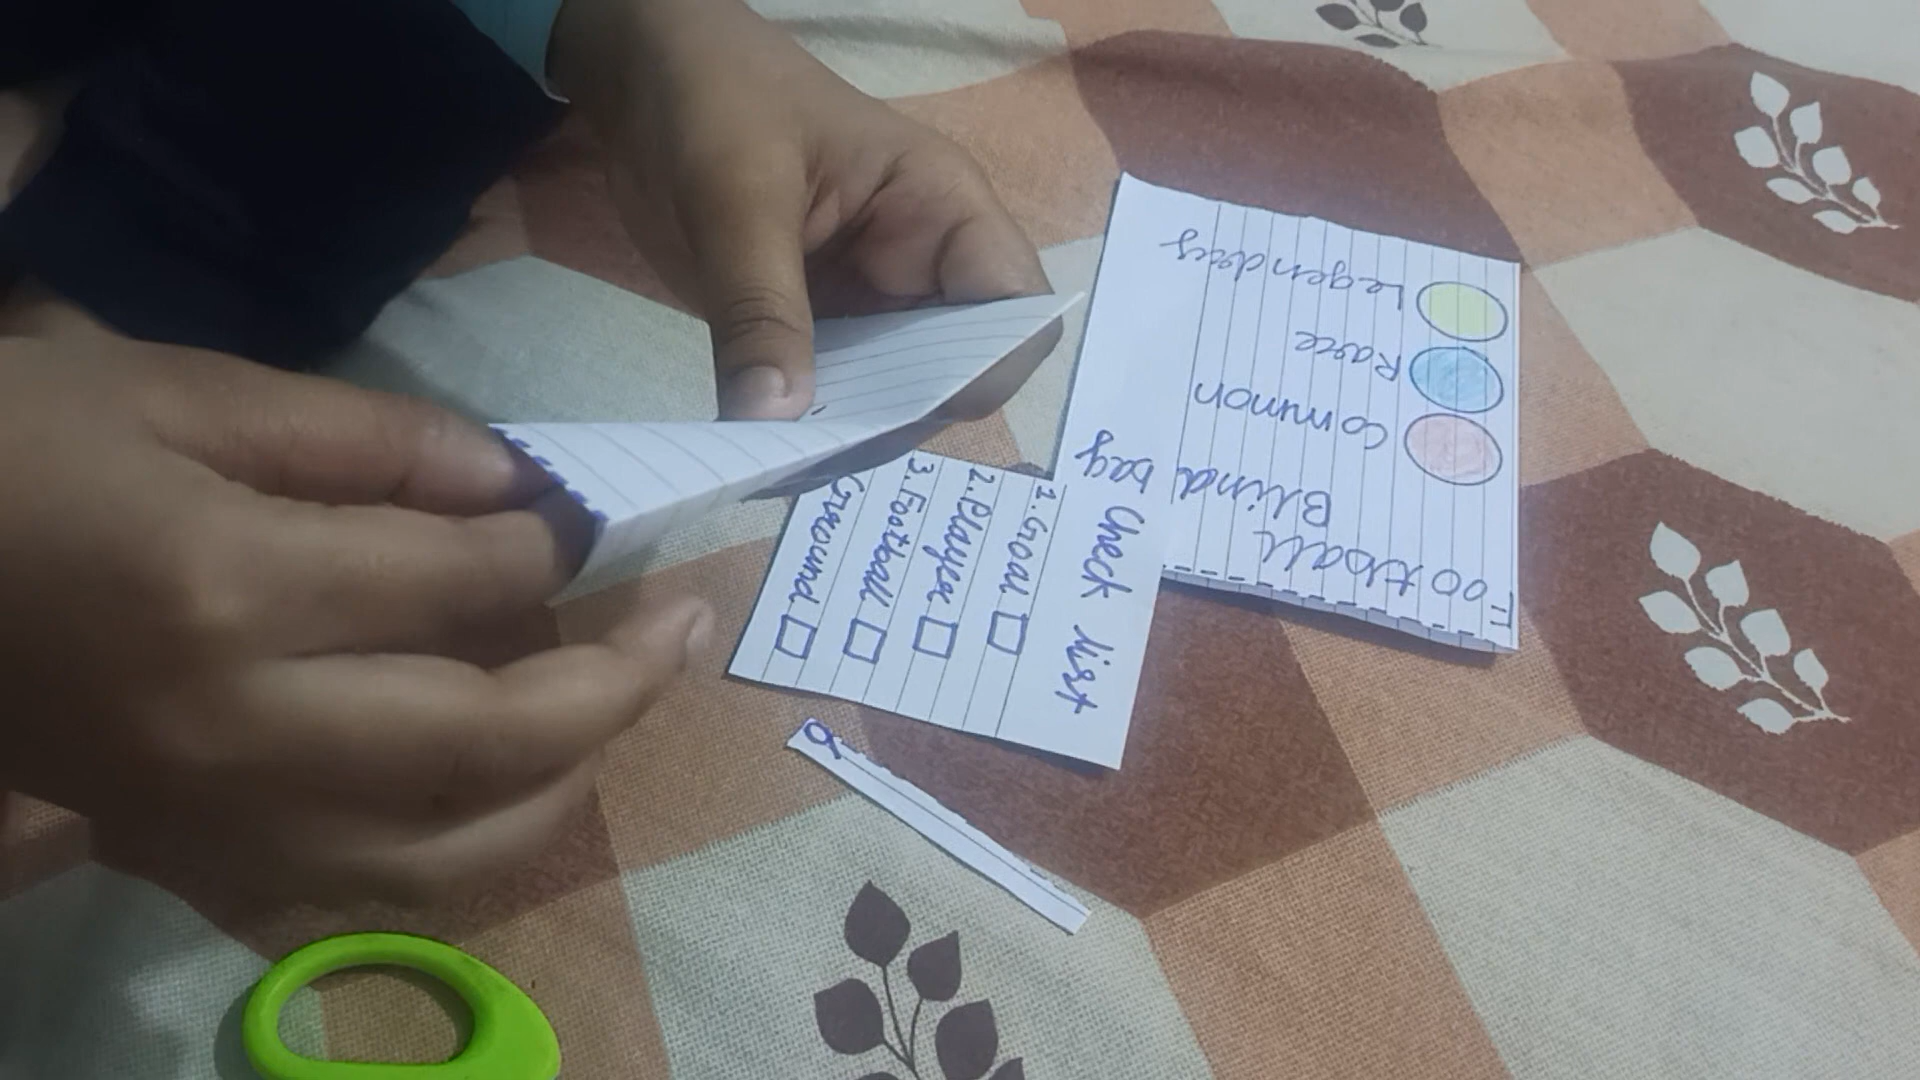 Football
Blind bag
Common
Rare
Legendary
Check list
1. Goal
2. Player
3. Football
Ground